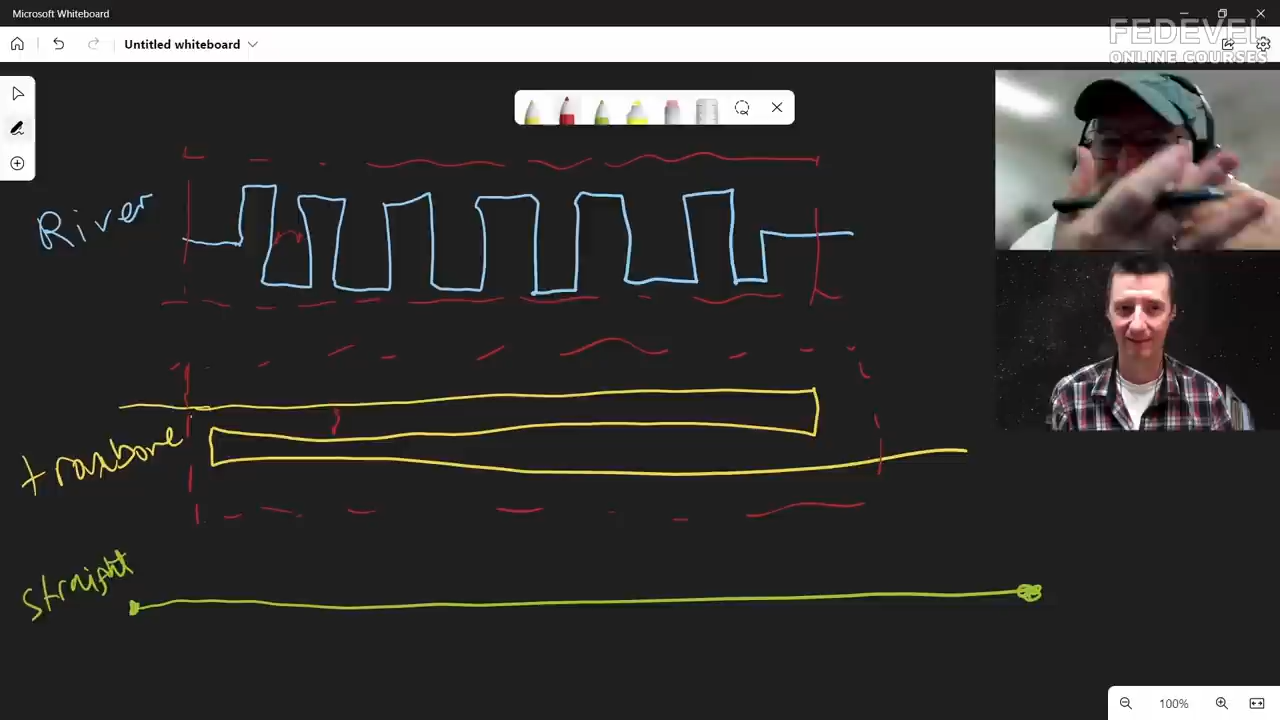 Microsoft Whiteboard
Untitled whiteboard
FEDEVEL
ONLINE COURSES
River
trombone
straight
100%